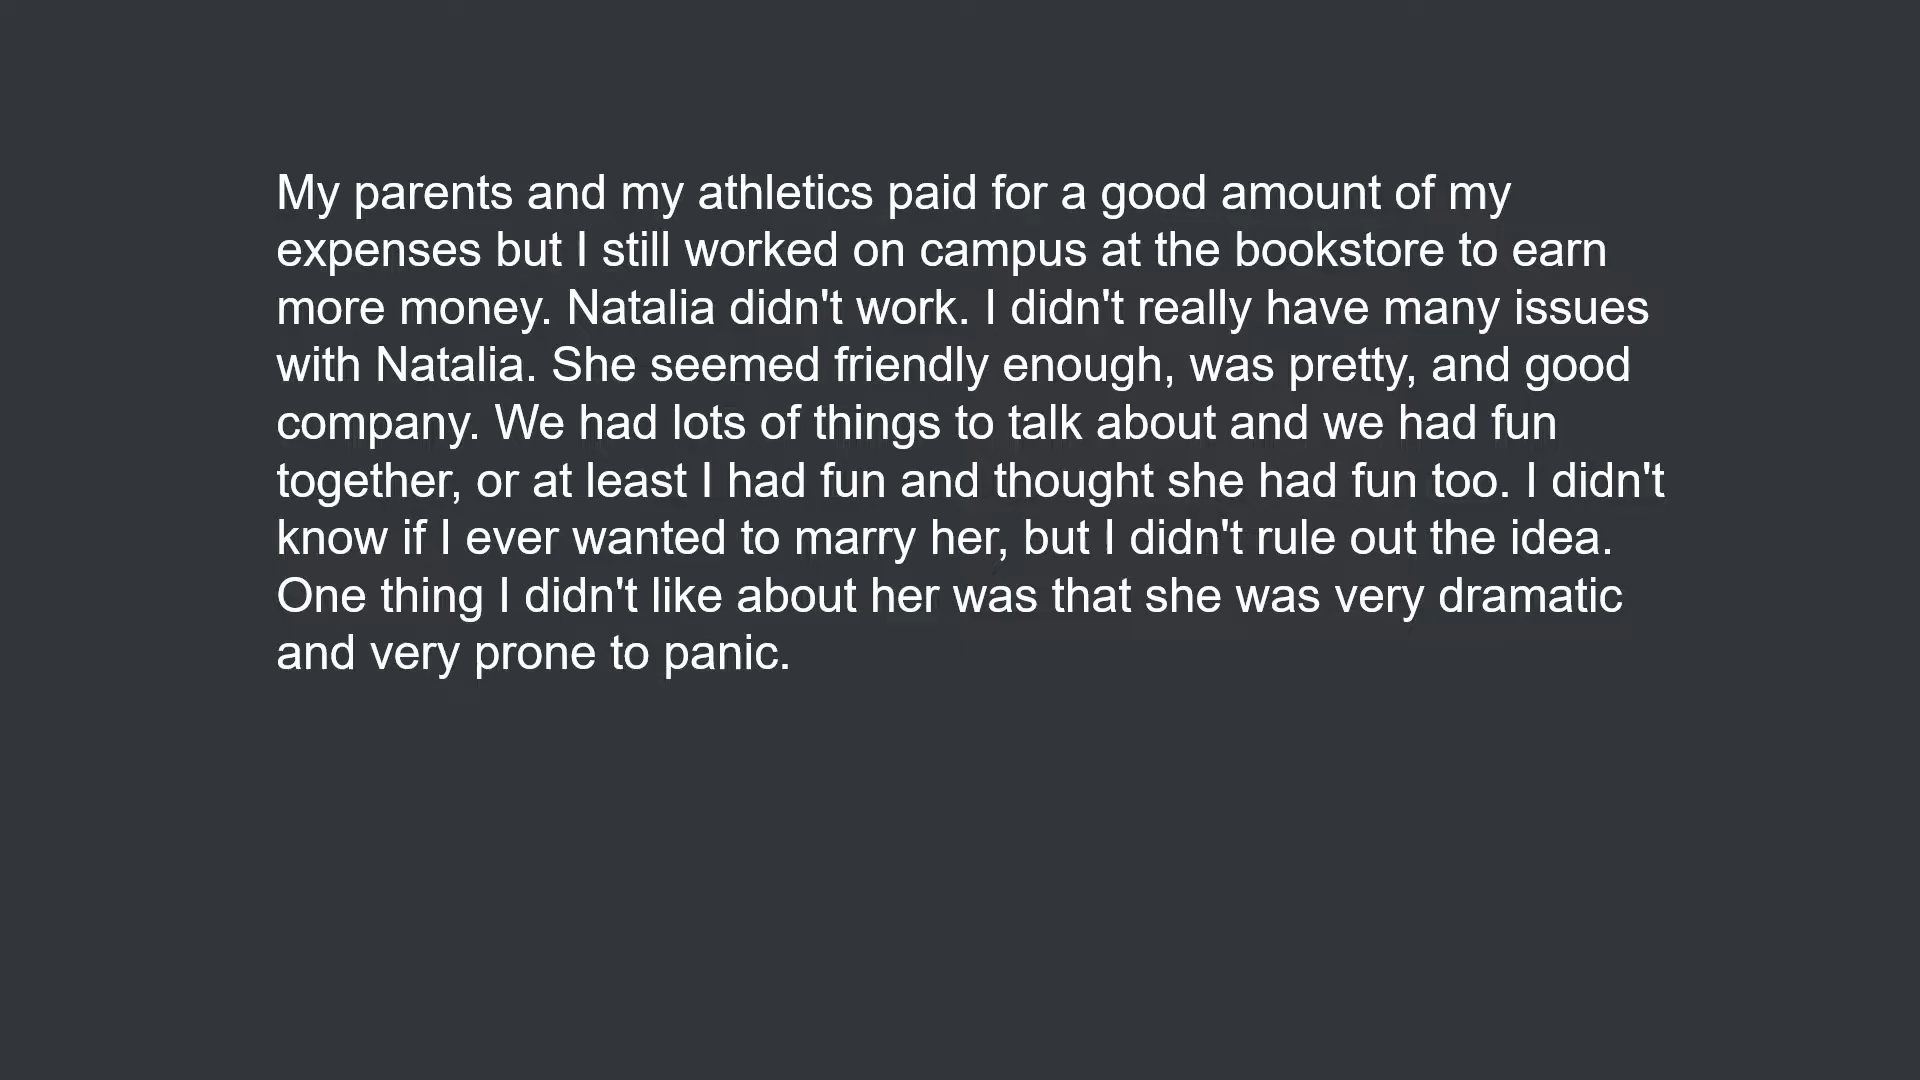 My parents and my athletics paid for a good amount of my
expenses but I still worked on campus at the bookstore to earn
more money. Natalia didn't work. I didn't really have many issues
with Natalia. She seemed friendly enough, was pretty, and good
company. We had lots of things to talk about and we had fun
together, or at least I had fun and thought she had fun too. I didn't
know if I ever wanted to marry her, but I didn't rule out the idea.
One thing I didn't like about her was that she was very dramatic
and very prone to panic.